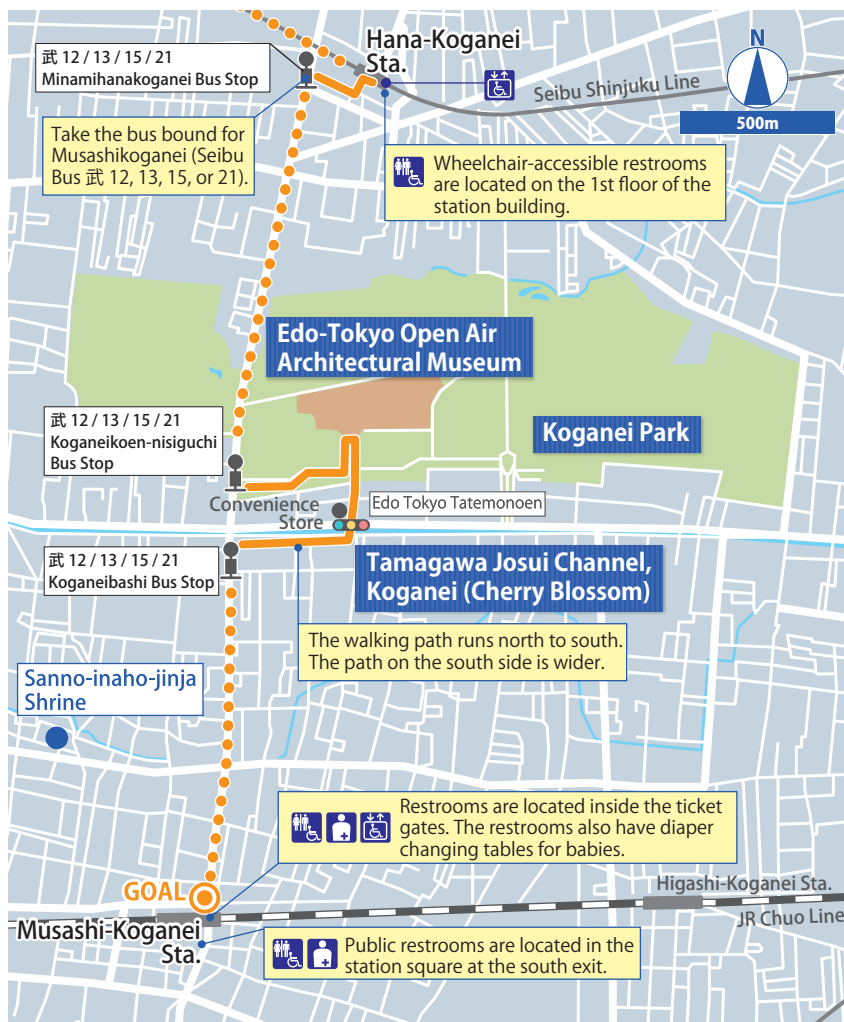 武 12 / 13 / 15 / 21
Minamihanakoganei Bus Stop
Hana-Koganei
Sta.
N
500m
Seibu Shinjuku Line
Take the bus bound for
Musashikoganei (Seibu
Bus 武 12, 13, 15, or 21).
Wheelchair-accessible restrooms
are located on the 1st floor of the
station building.
Edo-Tokyo Open Air
Architectural Museum
武 12 / 13 / 15 / 21
Koganeikoen-nisiguchi
Bus Stop
Koganei Park
Convenience
Store
Edo Tokyo Tatemonoen
武 12 / 13 / 15 / 21
Koganeibashi Bus Stop
Tamagawa Josui Channel,
Koganei (Cherry Blossom)
The walking path runs north to south.
The path on the south side is wider.
Sanno-inaho-jinja
Shrine
Restrooms are located inside the ticket
gates. The restrooms also have diaper
changing tables for babies.
GOAL
Higashi-Koganei Sta.
JR Chuo Line
Musashi-Koganei
Sta.
Public restrooms are located in the
station square at the south exit.